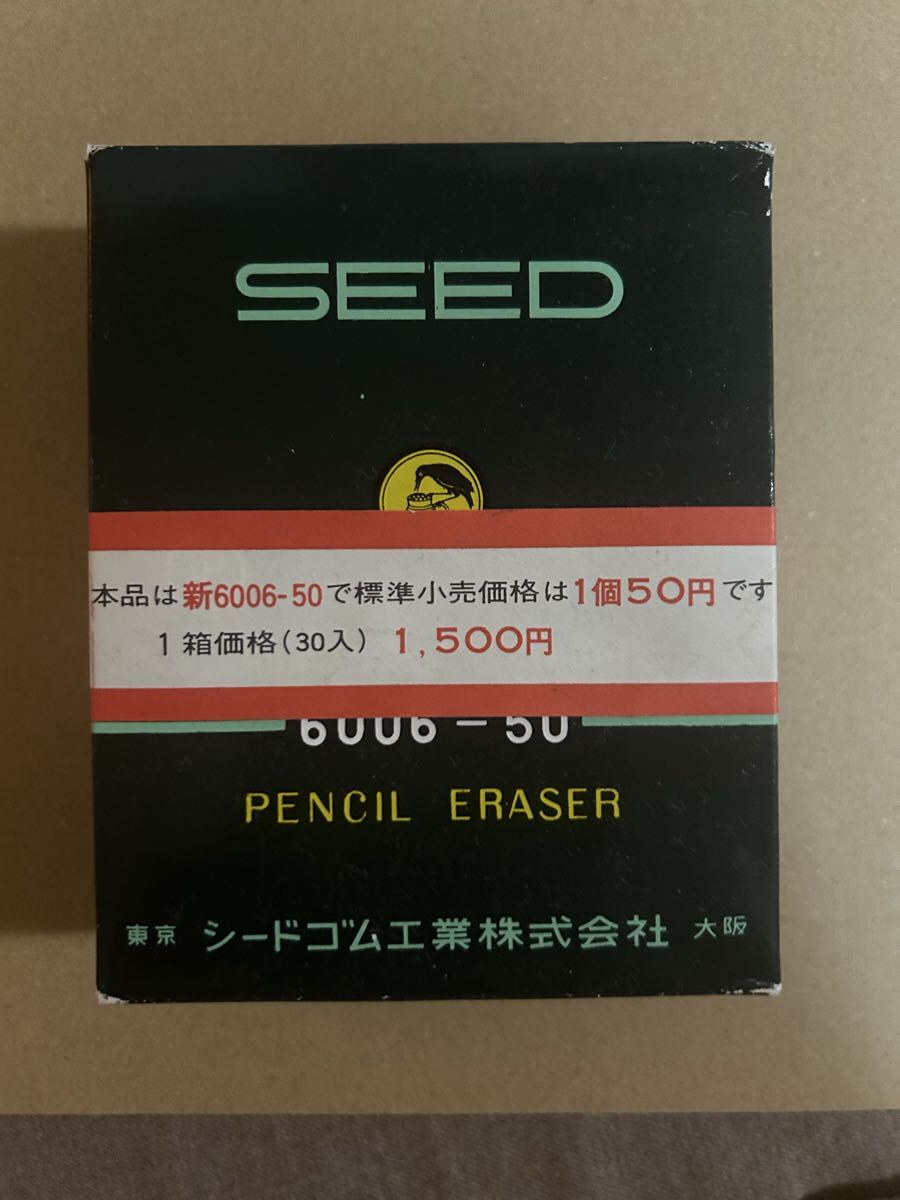 SEED
本品は新6006-50で標準小売価格は1個50円です
1箱価格(30入) 1,500円
6006-50
PENCIL ERASER
東京 シードゴム工業株式会社 大阪